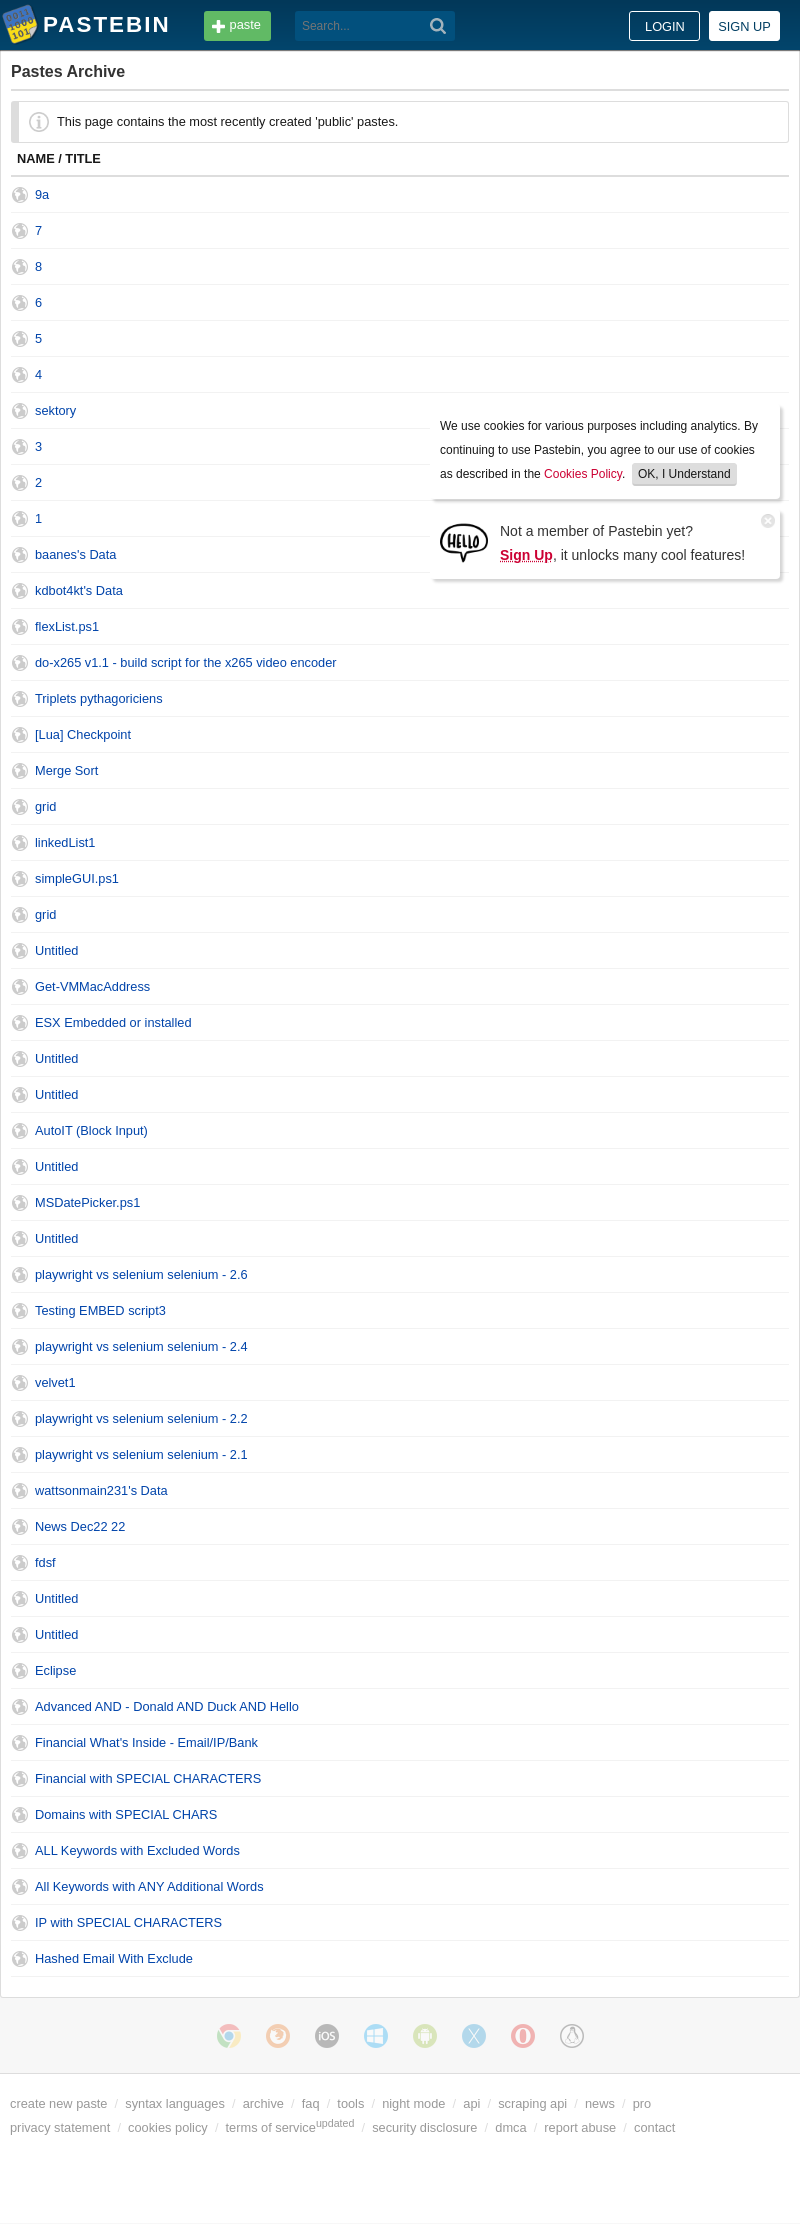 PASTEBIN
paste
Search...
LOGIN
SIGN UP
Pastes Archive
This page contains the most recently created 'public' pastes.
NAME / TITLE
9a
7
8
6
5
4
sektory
3
2
1
baanes's Data
kdbot4kt's Data
We use cookies for various purposes including analytics. By
continuing to use Pastebin, you agree to our use of cookies
as described in the Cookies Policy. OK, I Understand
HELLO
Not a member of Pastebin yet?
Sign Up, it unlocks many cool features!
flexList.ps1
do-x265 v1.1 - build script for the x265 video encoder
Triplets pythagoriciens
[Lua] Checkpoint
Merge Sort
grid
linkedList1
simpleGUI.ps1
grid
Untitled
Get-VMMacAddress
ESX Embedded or installed
Untitled
Untitled
AutoIT (Block Input)
Untitled
MSDatePicker.ps1
Untitled
playwright vs selenium selenium - 2.6
Testing EMBED script3
playwright vs selenium selenium - 2.4
velvet1
playwright vs selenium selenium - 2.2
playwright vs selenium selenium - 2.1
wattsonmain231's Data
News Dec22 22
fdsf
Untitled
Untitled
Eclipse
Advanced AND - Donald AND Duck AND Hello
Financial What's Inside - Email/IP/Bank
Financial with SPECIAL CHARACTERS
Domains with SPECIAL CHARS
ALL Keywords with Excluded Words
All Keywords with ANY Additional Words
IP with SPECIAL CHARACTERS
Hashed Email With Exclude
iOS
create new paste / syntax languages / archive / faq / tools / night mode / api / scraping api / news / pro
privacy statement / cookies policy / terms of service updated / security disclosure / dmca / report abuse / contact